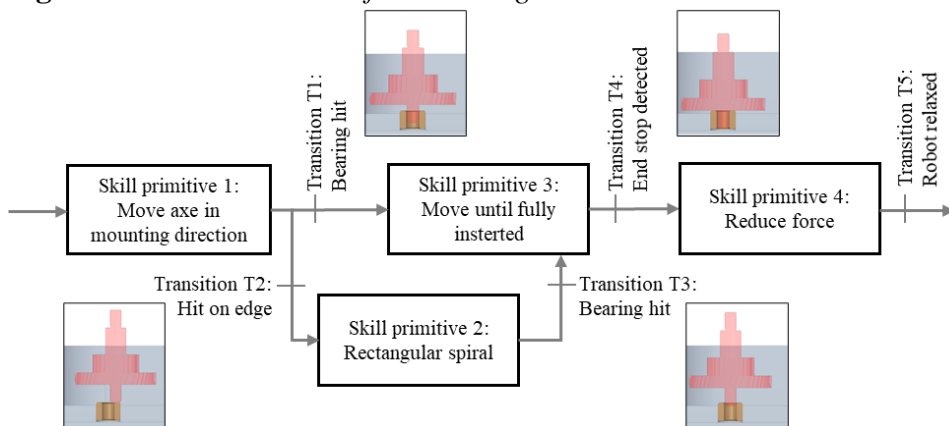 Transition T1:
Bearing hit
Transition T4:
End stop detected
Transition T5:
Robot relaxed
Skill primitive 1:
Move axe in
mounting direction
Skill primitive 3:
Move until fully
insterted
Skill primitive 4:
Reduce force
Transition T2:
Hit on edge
Skill primitive 2:
Rectangular spiral
Transition T3:
Bearing hit